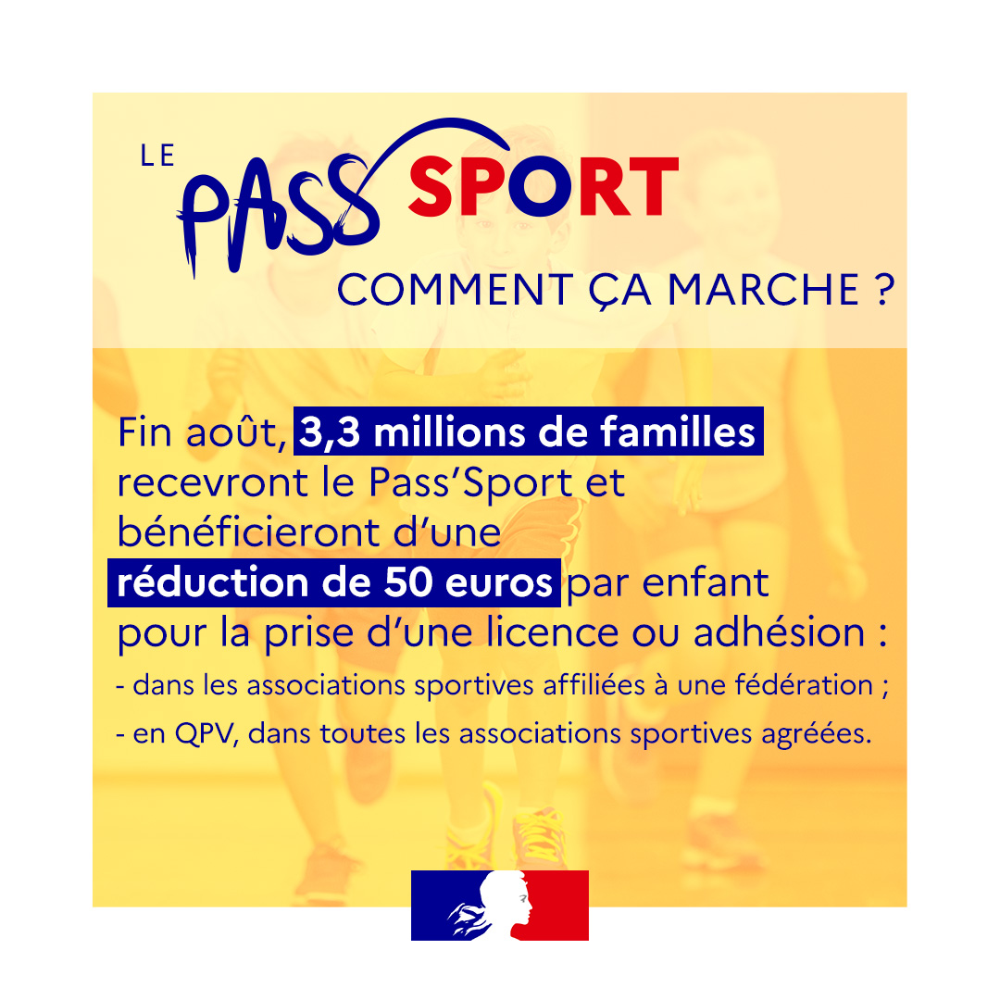 LE
PASS SPORT
COMMENT ÇA MARCHE ?
Fin août, 3,3 millions de familles
recevront le Pass’Sport et
bénéficieront d’une
réduction de 50 euros par enfant
pour la prise d’une licence ou adhésion :
- dans les associations sportives affiliées à une fédération ;
- en QPV, dans toutes les associations sportives agréées.